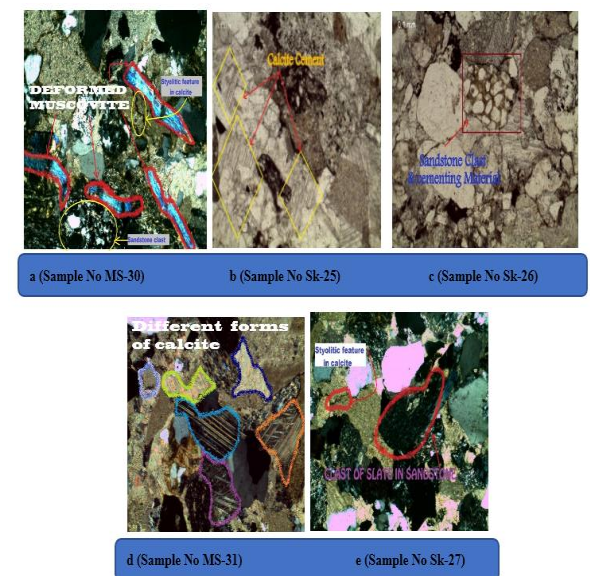 DEFORMED
MUSCOVITE
Styolitic feature
in calcite
Sandstone clast
Calcite Cement
Sandstone Clast
& cementing Material
a (Sample No MS-30)
b (Sample No Sk-25)
c (Sample No Sk-26)
Different forms
of calcite
Styolitic feature
in calcite
CLAST OF SLATE IN SANDSTONE
d (Sample No MS-31)
e (Sample No Sk-27)